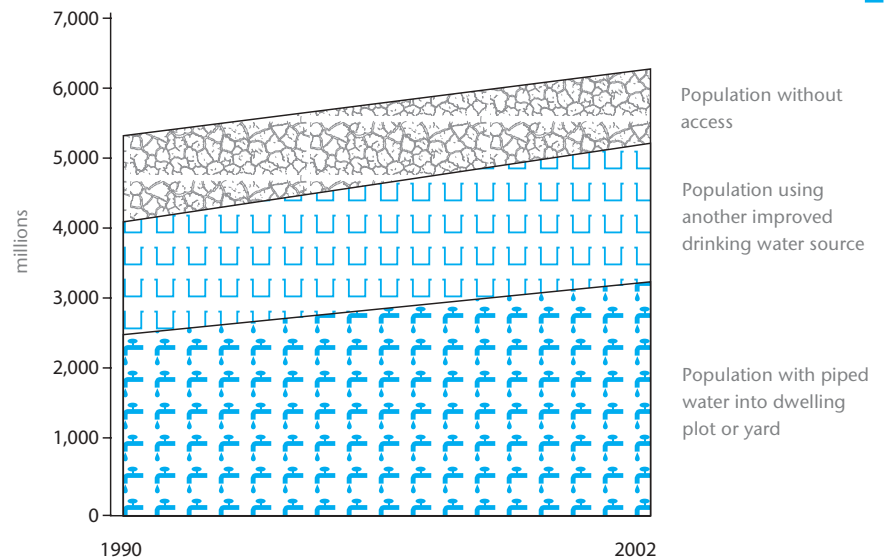 7,000
6,000
5,000
4,000
3,000
2,000
1,000
0
millions
1990
2002
Population without
access
Population using
another improved
drinking water source
Population with piped
water into dwelling
plot or yard